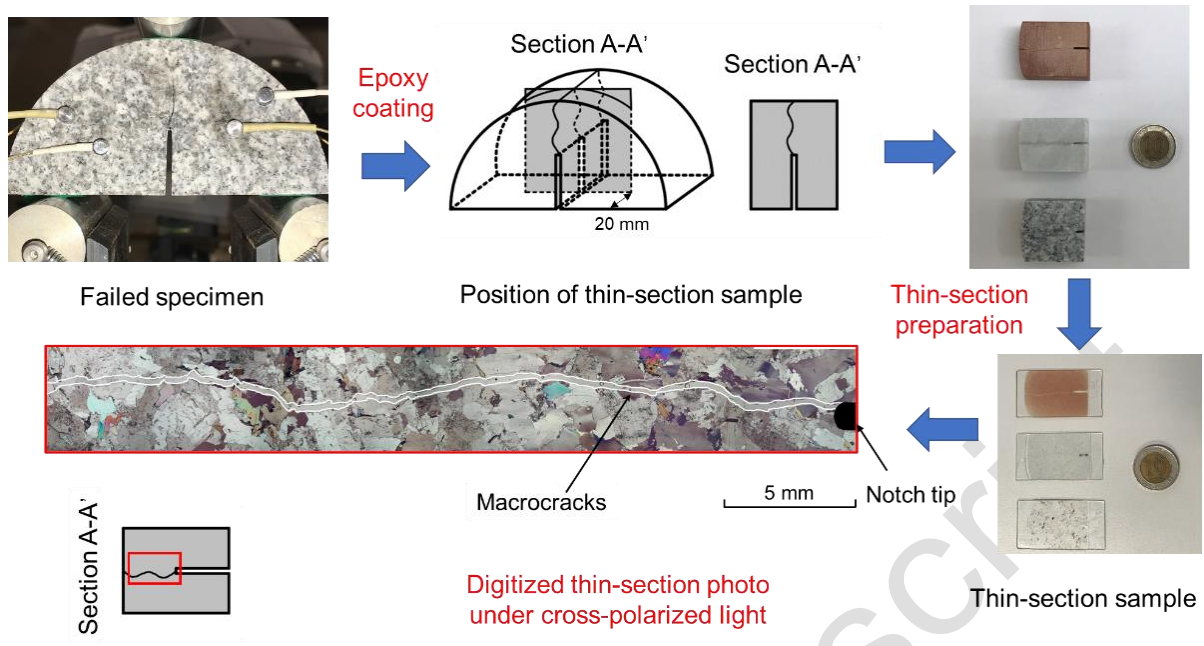 Section A-A’
Section A-A’
Epoxy
coating
20 mm
Failed specimen
Position of thin-section sample
Thin-section
preparation
Macrocracks
5 mm
Notch tip
Section A-A’
Digitized thin-section photo
under cross-polarized light
Thin-section sample
script